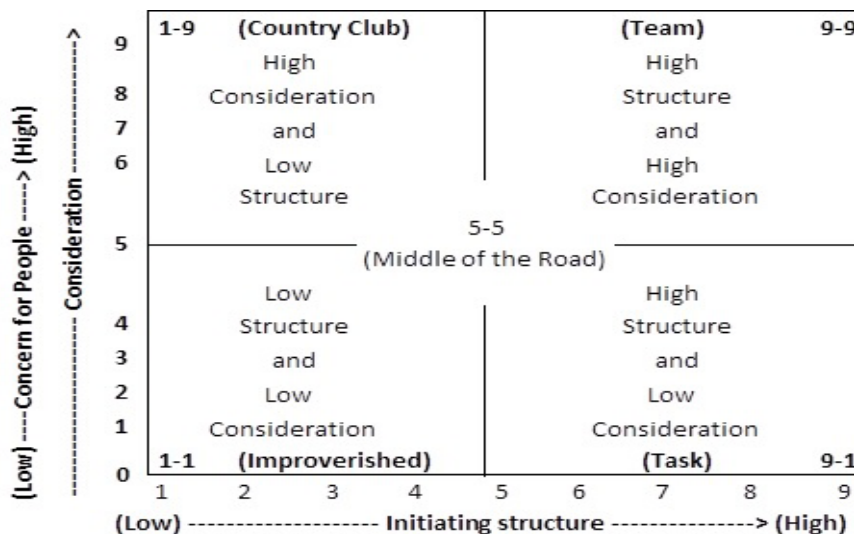 1-9 (Country Club) (Team) 9-9
9
High High
8 Consideration Structure
7 and and
6 Low High
Structure Consideration
5-5
5
(Middle of the Road)
Low High
4 Structure Structure
3 and and
2 Low Low
1 Consideration Consideration
1-1 (Improverished) (Task) 9-1
0
1 2 3 4 5 6 7 8 9
(Low) -------------------- Initiating structure ---------------> (High)
(Low) ----Concern for People -----> (High)
----------------- Consideration ---------------->